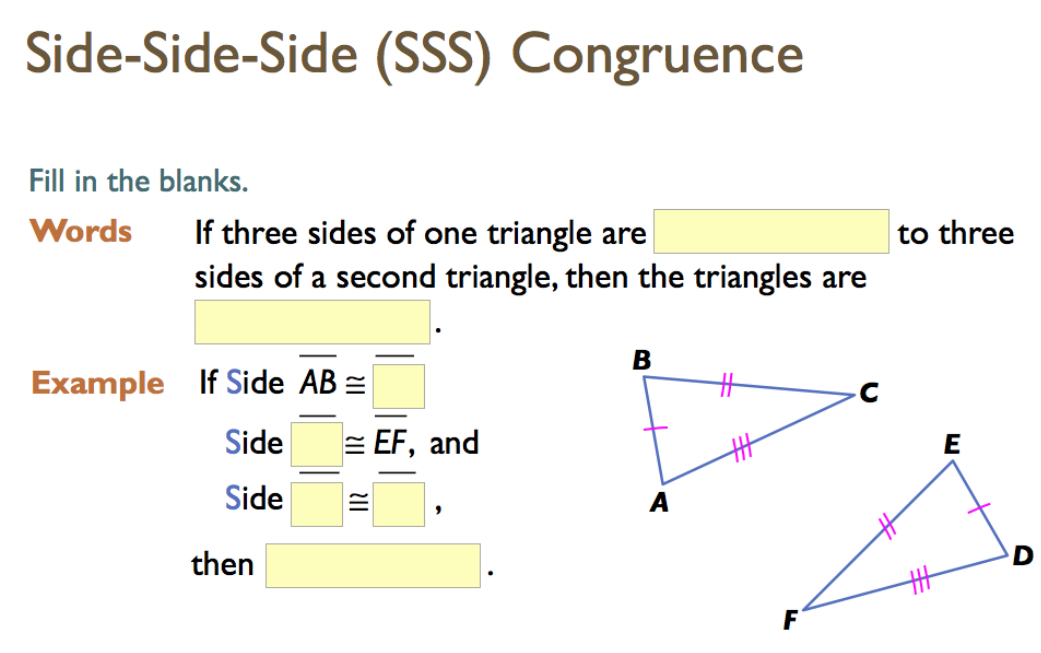 Side-Side-Side (SSS) Congruence
Fill in the blanks.
Words If three sides of one triangle are to three
sides of a second triangle, then the triangles are
.
Example If Side AB ≅
Side ≅ EF, and
Side ≅ ,
then .
B
C
A
E
D
F